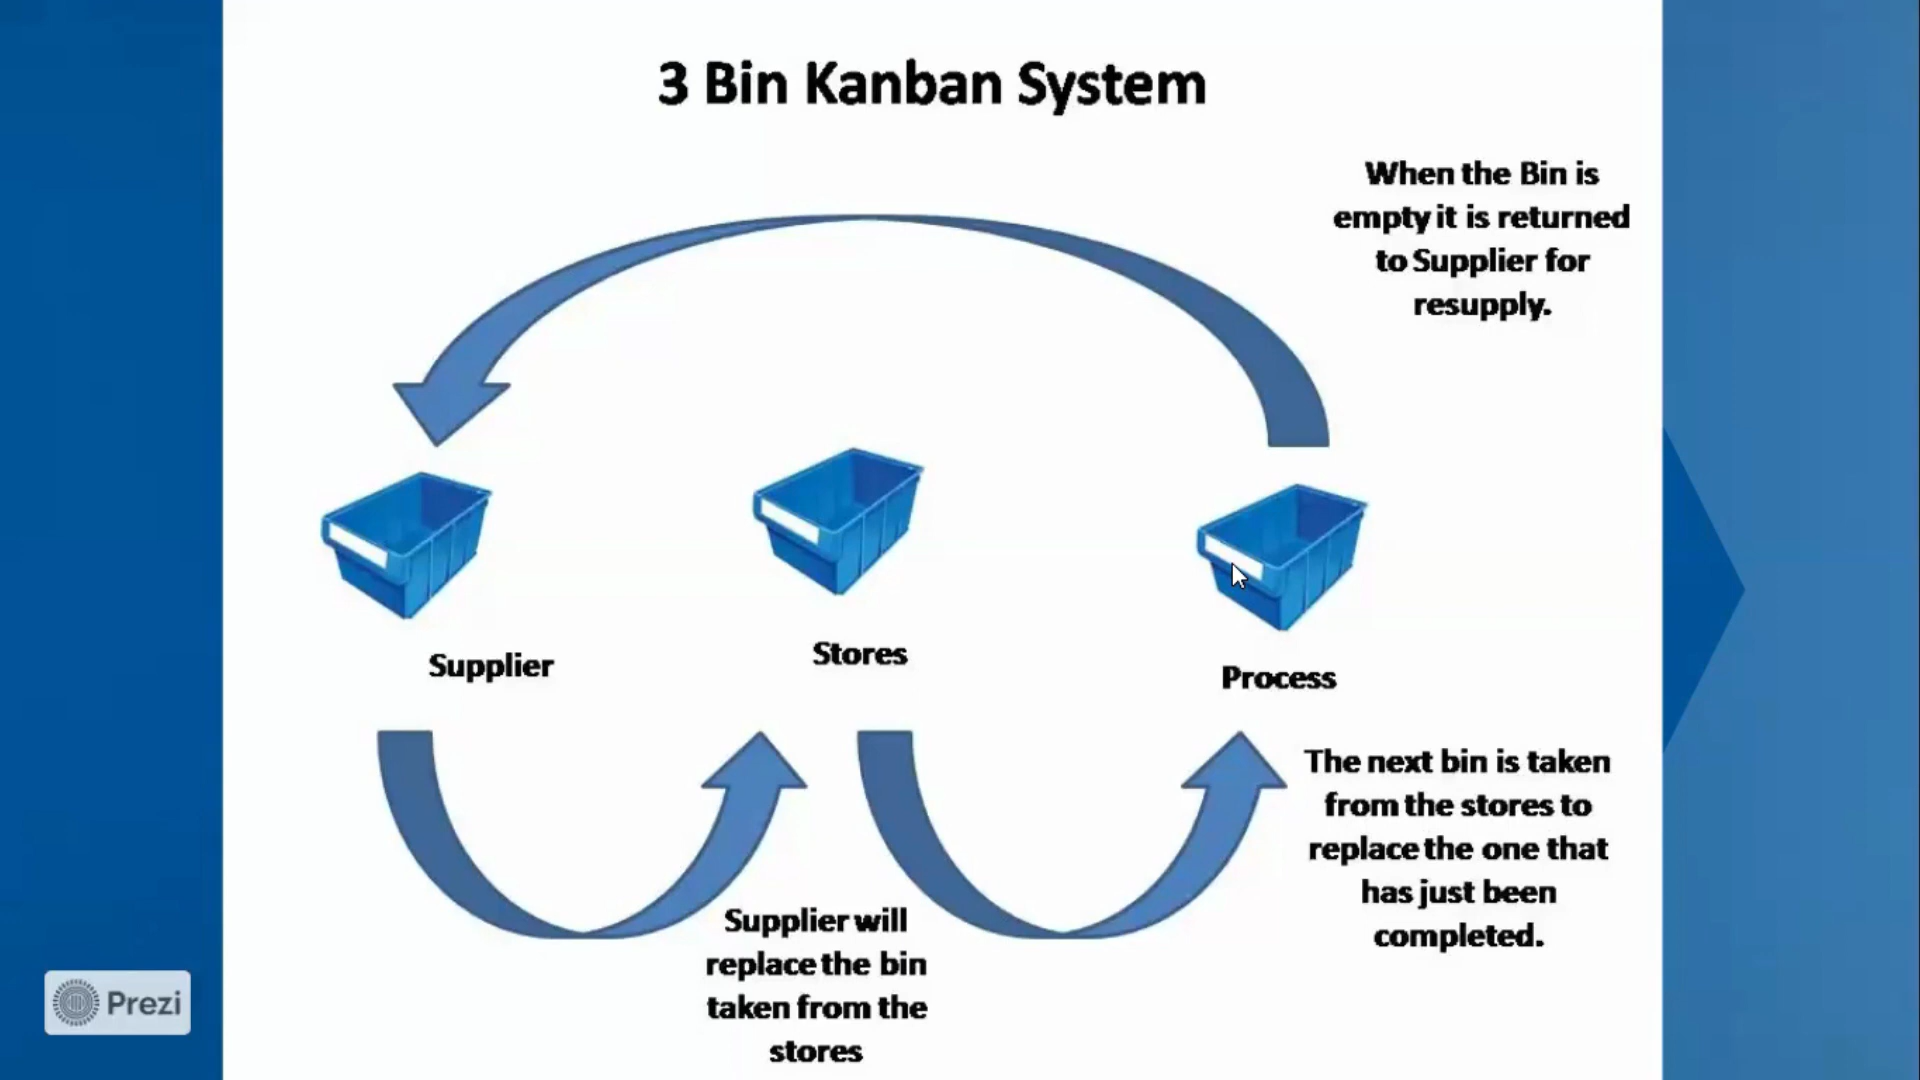 3 Bin Kanban System
When the Bin is
empty it is returned
to Supplier for
resupply.
Supplier
Stores
Process
The next bin is taken
from the stores to
replace the one that
has just been
completed.
Supplier will
replace the bin
taken from the
stores
Prezi